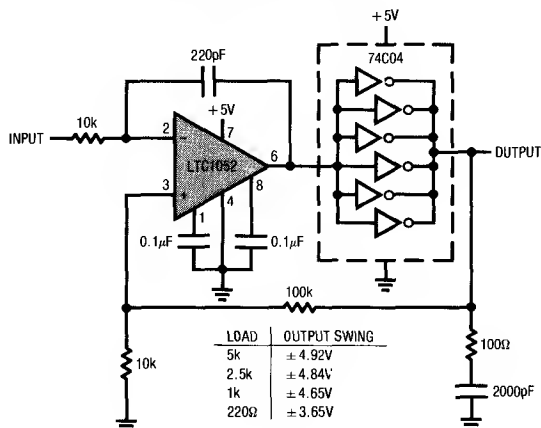 +5V
74C04
220pF
+5V
10k
INPUT
2
−
7
LTC1052
6
OUTPUT
3
+
8
1
4
0.1μF
0.1μF
100k
10k
LOAD OUTPUT SWING
5k ±4.92V
2.5k ±4.84V
1k ±4.65V
220Ω ±3.65V
100Ω
2000pF